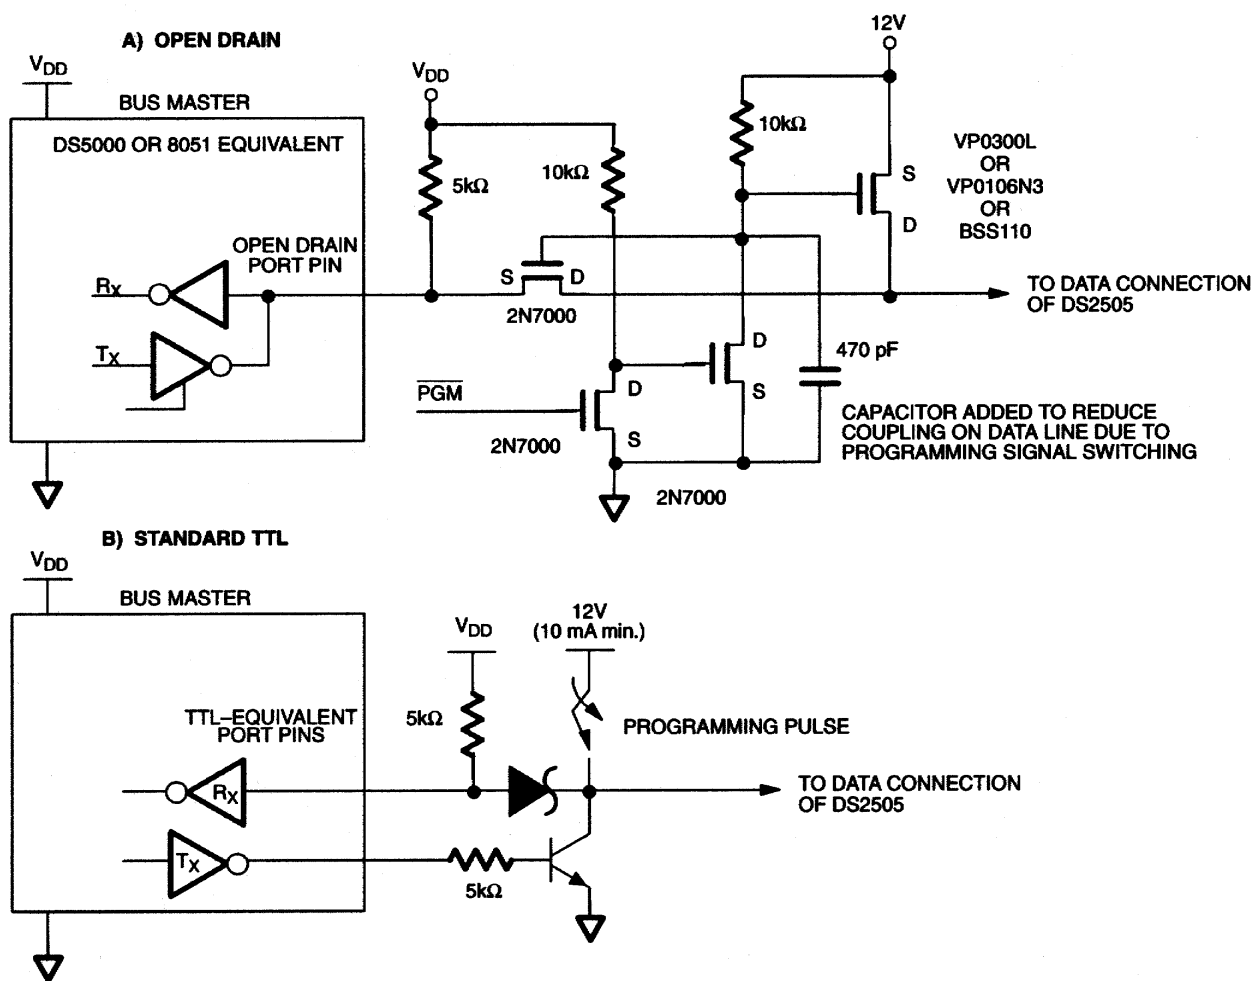 A) OPEN DRAIN
12V
VDD
VDD
BUS MASTER
DS5000 OR 8051 EQUIVALENT
10kΩ
VP0300L
OR
VP0106N3
OR
BSS110
5kΩ
10kΩ
S
D
OPEN DRAIN
PORT PIN
RX
S
D
2N7000
TO DATA CONNECTION
OF DS2505
TX
D
S
470 pF
PGM
D
S
2N7000
CAPACITOR ADDED TO REDUCE
COUPLING ON DATA LINE DUE TO
PROGRAMMING SIGNAL SWITCHING
2N7000
B) STANDARD TTL
VDD
BUS MASTER
VDD
12V
(10 mA min.)
5kΩ
TTL–EQUIVALENT
PORT PINS
PROGRAMMING PULSE
RX
TO DATA CONNECTION
OF DS2505
TX
5kΩ